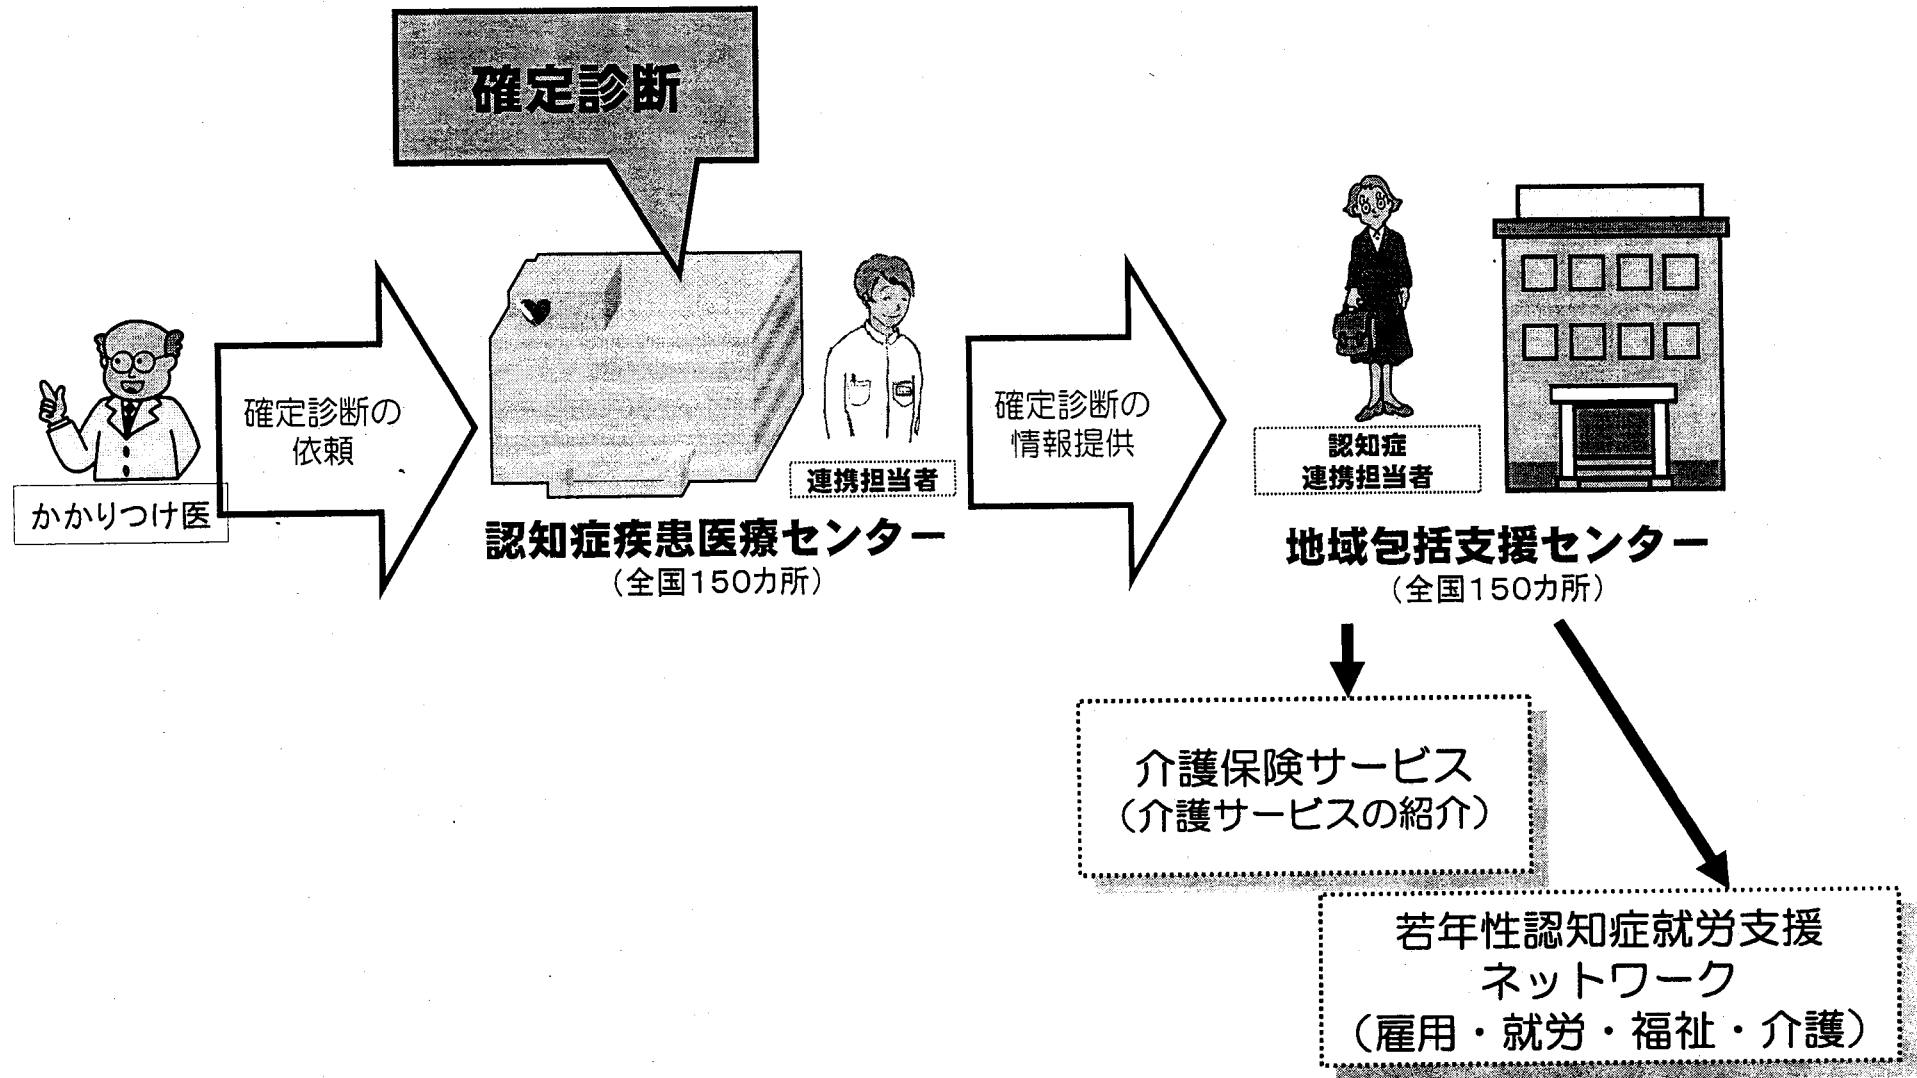 確定診断
かかりつけ医
確定診断の
依頼
連携担当者
認知症疾患医療センター
（全国150カ所）
確定診断の
情報提供
認知症
連携担当者
地域包括支援センター
（全国150カ所）
介護保険サービス
（介護サービスの紹介）
若年性認知症就労支援
ネットワーク
（雇用・就労・福祉・介護）